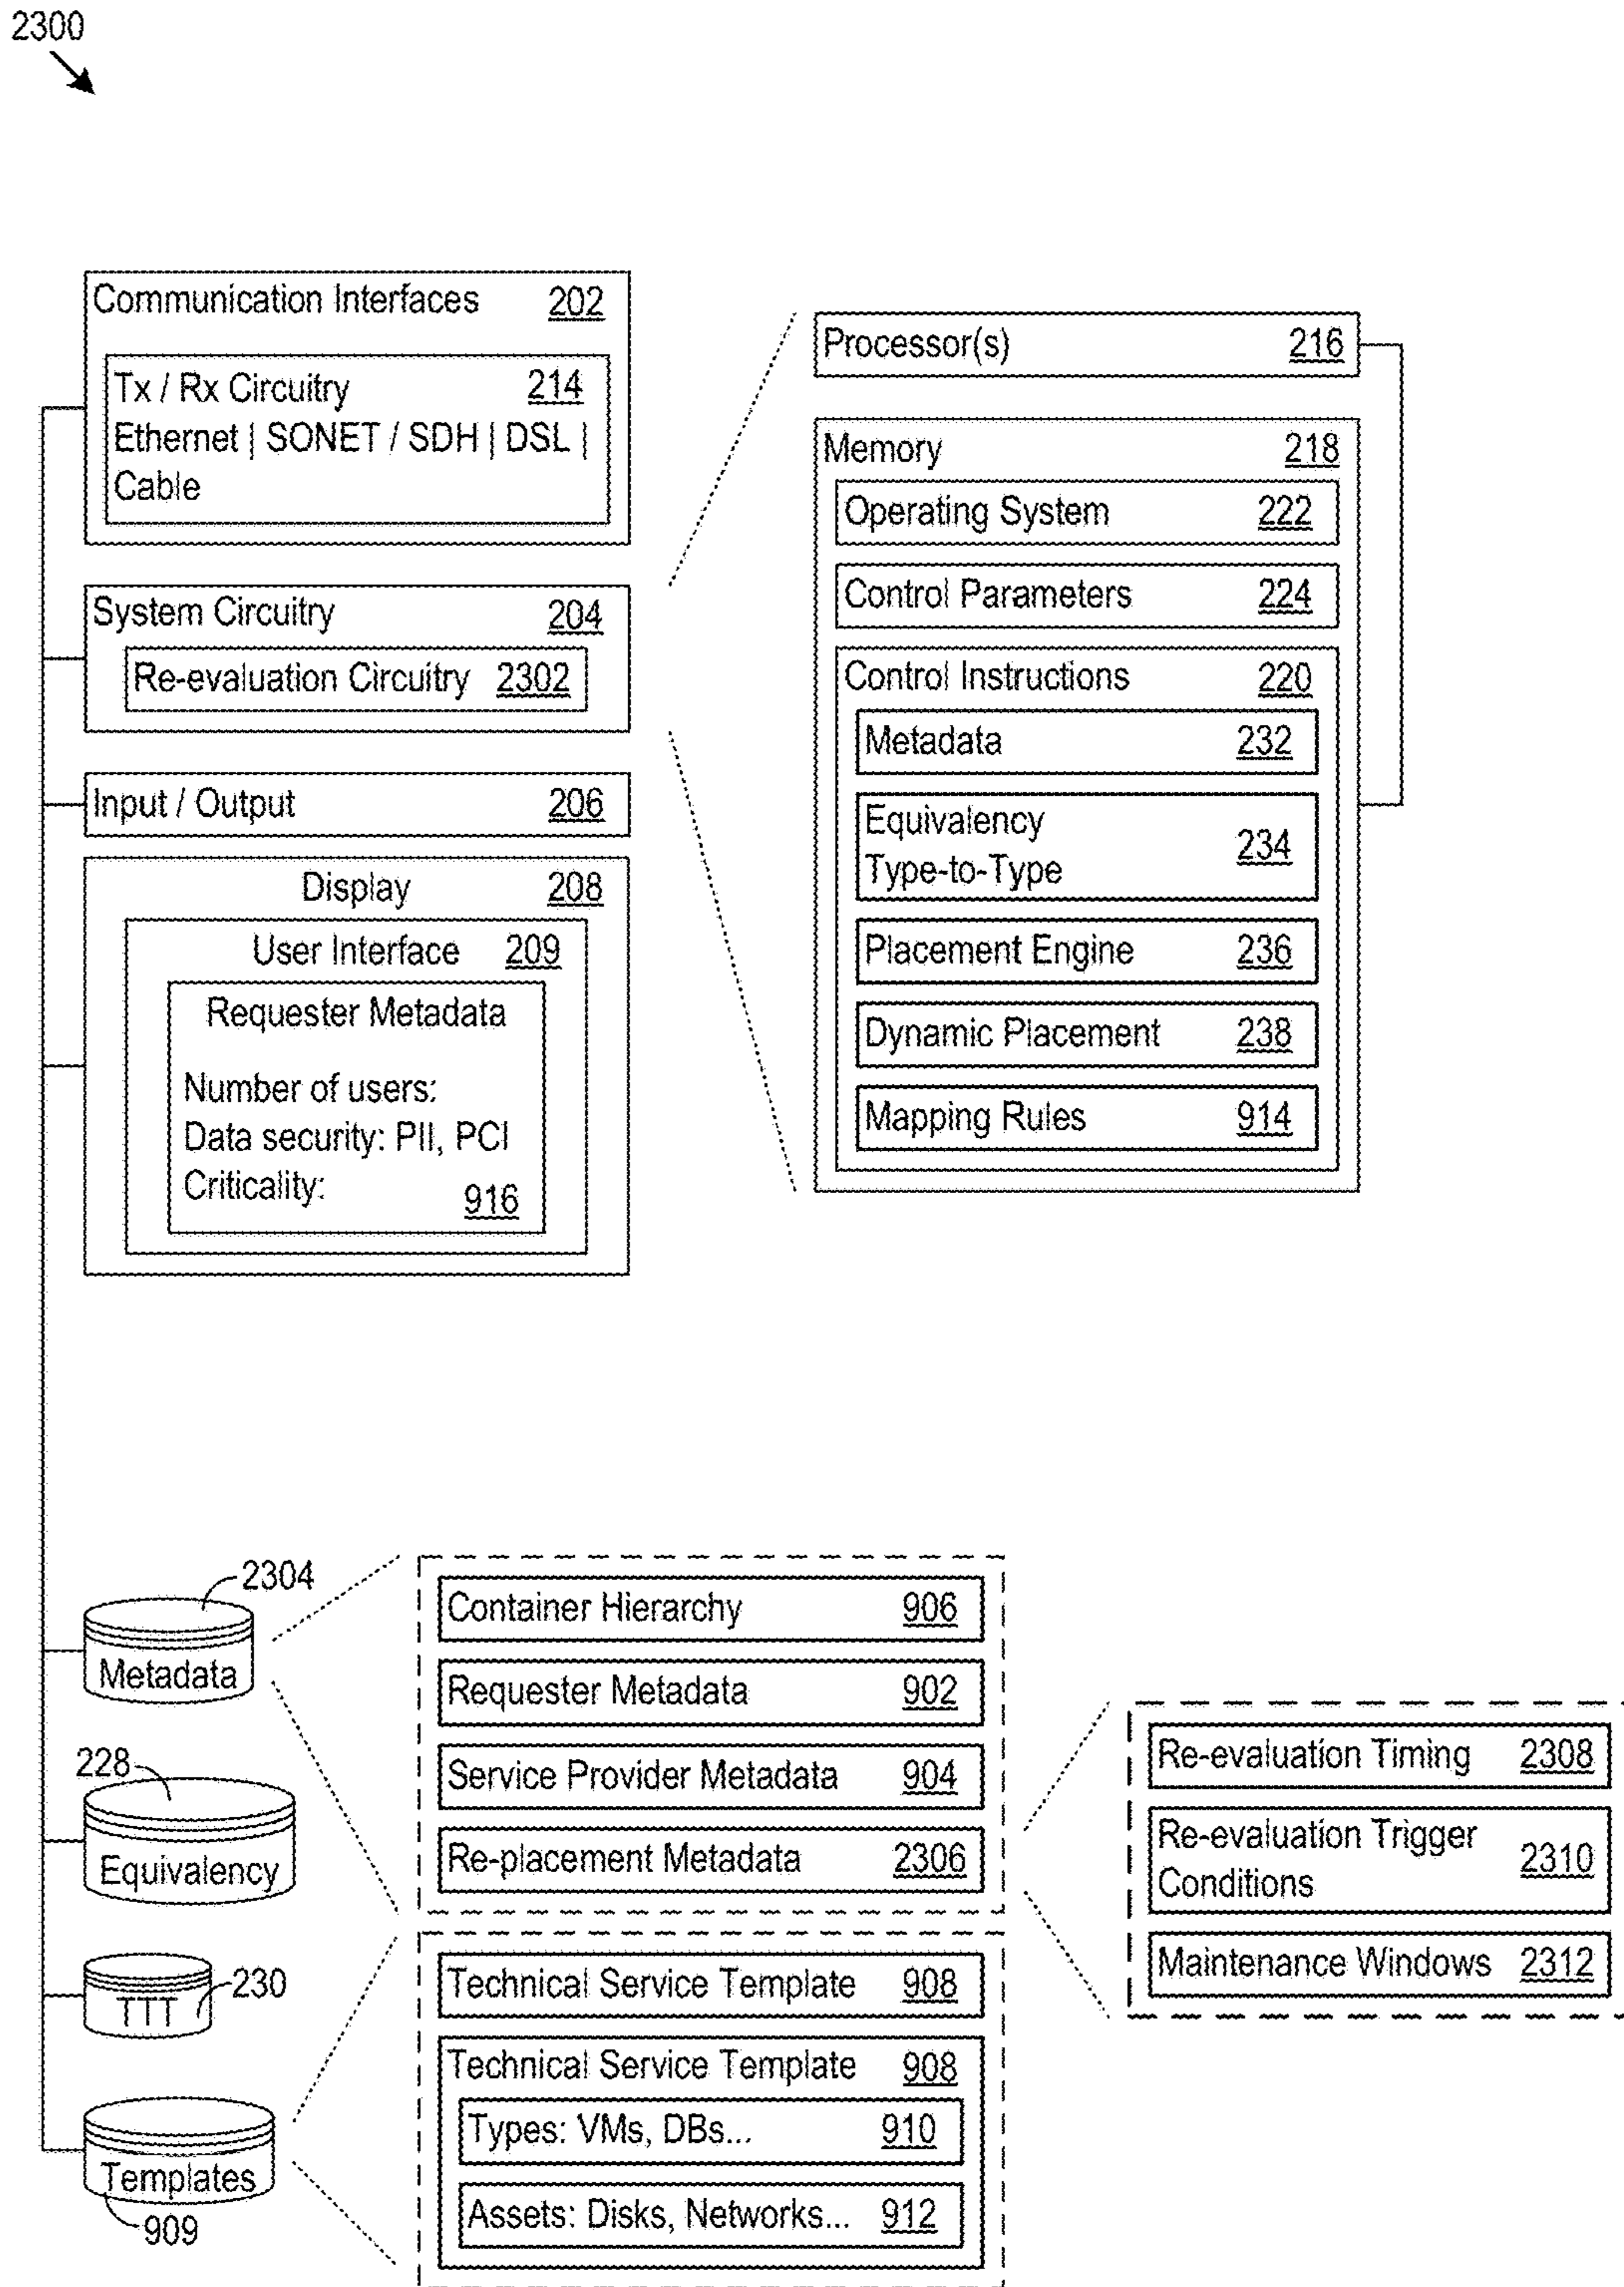 2300
Communication Interfaces 202
Tx / Rx Circuitry 214
Ethernet | SONET / SDH | DSL |
Cable
System Circuitry 204
Re-evaluation Circuitry 2302
Input / Output 206
Display 208
User Interface 209
Requester Metadata
Number of users:
Data security: PII, PCI
Criticality: 916
Processor(s) 216
Memory 218
Operating System 222
Control Parameters 224
Control Instructions 220
Metadata 232
Equivalency
Type-to-Type 234
Placement Engine 236
Dynamic Placement 238
Mapping Rules 914
2304
Metadata
228
Equivalency
TTT 230
Templates
909
Container Hierarchy 906
Requester Metadata 902
Service Provider Metadata 904
Re-placement Metadata 2306
Technical Service Template 908
Technical Service Template 908
Types: VMs, DBs... 910
Assets: Disks, Networks... 912
Re-evaluation Timing 2308
Re-evaluation Trigger
Conditions 2310
Maintenance Windows 2312